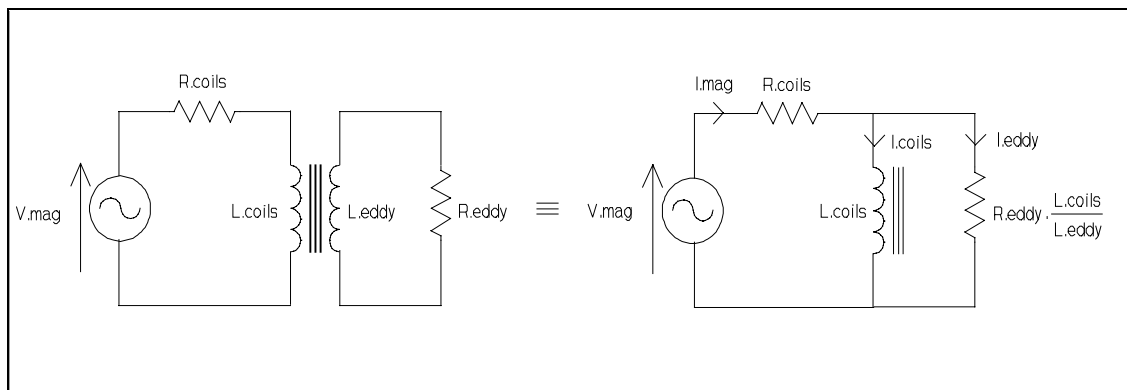 R.coils
V.mag
L.coils
L.eddy
R.eddy
≡
I.mag
R.coils
I.coils
I.eddy
V.mag
L.coils
R.eddy . L.coils
L.eddy